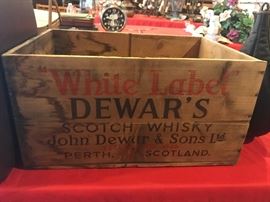 "White Label"
DEWAR'S
SCOTCH WHISKY
John Dewar & Sons Ltd.
PERTH, SCOTLAND.